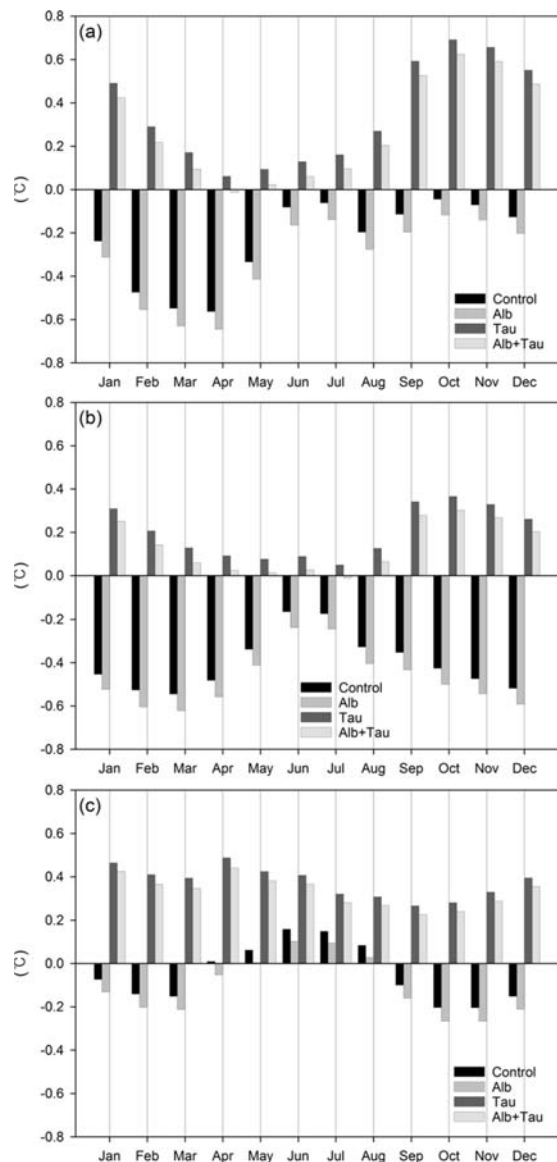 (a)
0.8
0.6
0.4
0.2
0.0
-0.2
-0.4
-0.6
-0.8
(℃)
Control
Alb
Tau
Alb+Tau
Jan Feb Mar Apr May Jun Jul Aug Sep Oct Nov Dec
(b)
0.8
0.6
0.4
0.2
0.0
-0.2
-0.4
-0.6
-0.8
(℃)
Control
Alb
Tau
Alb+Tau
Jan Feb Mar Apr May Jun Jul Aug Sep Oct Nov Dec
(c)
0.8
0.6
0.4
0.2
0.0
-0.2
-0.4
-0.6
-0.8
(℃)
Control
Alb
Tau
Alb+Tau
Jan Feb Mar Apr May Jun Jul Aug Sep Oct Nov Dec